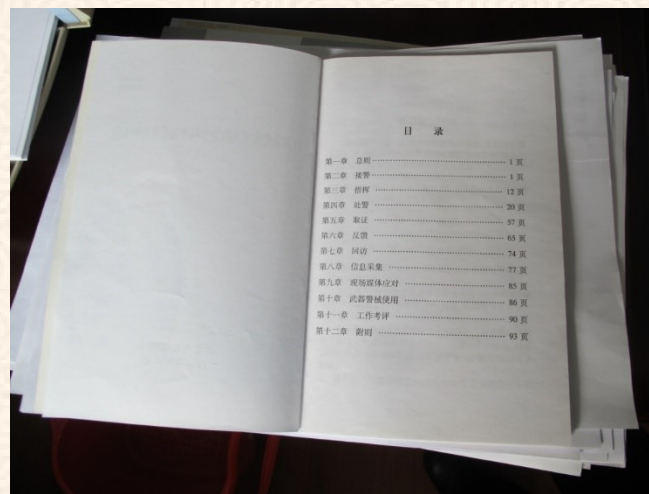 目 录
第一章 总则 1 页
第二章 接警 1 页
第三章 指挥 12 页
第四章 处警 20 页
第五章 取证 57 页
第六章 反馈 65 页
第七章 回访 74 页
第八章 信息采集 77 页
第九章 现场媒体应对 85 页
第十章 武器警械使用 86 页
第十一章 工作考评 90 页
第十二章 附则 93 页